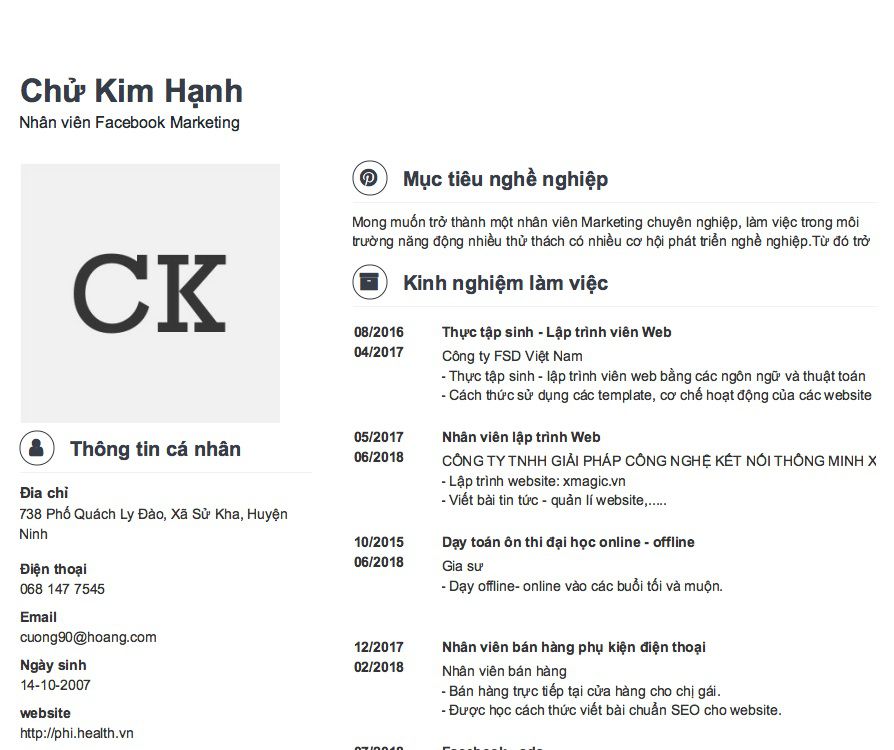 Chử Kim Hạnh
Nhân viên Facebook Marketing
CK
Thông tin cá nhân
Đia chỉ
738 Phố Quách Ly Đào, Xã Sử Kha, Huyện
Ninh
Điện thoại
068 147 7545
Email
cuong90@hoang.com
Ngày sinh
14-10-2007
website
http://phi.health.vn
Mục tiêu nghề nghiệp
Mong muốn trở thành một nhân viên Marketing chuyên nghiệp, làm việc trong môi
trường năng động nhiều thử thách có nhiều cơ hội phát triển nghề nghiệp.Từ đó trở
Kinh nghiệm làm việc
08/2016
04/2017
Thực tập sinh - Lập trình viên Web
Công ty FSD Việt Nam
- Thực tập sinh - lập trình viên web bằng các ngôn ngữ và thuật toán
- Cách thức sử dụng các template, cơ chế hoạt động của các website
05/2017
06/2018
Nhân viên lập trình Web
CÔNG TY TNHH GIẢI PHÁP CÔNG NGHỆ KẾT NỐI THÔNG MINH X
- Lập trình website: xmagic.vn
- Viết bài tin tức - quản lí website,.....
10/2015
06/2018
Dạy toán ôn thi đại học online - offline
Gia sư
- Dạy offline- online vào các buổi tối và muộn.
12/2017
02/2018
Nhân viên bán hàng phụ kiện điện thoại
Nhân viên bán hàng
- Bán hàng trực tiếp tại cửa hàng cho chị gái.
- Được học cách thức viết bài chuẩn SEO cho website.